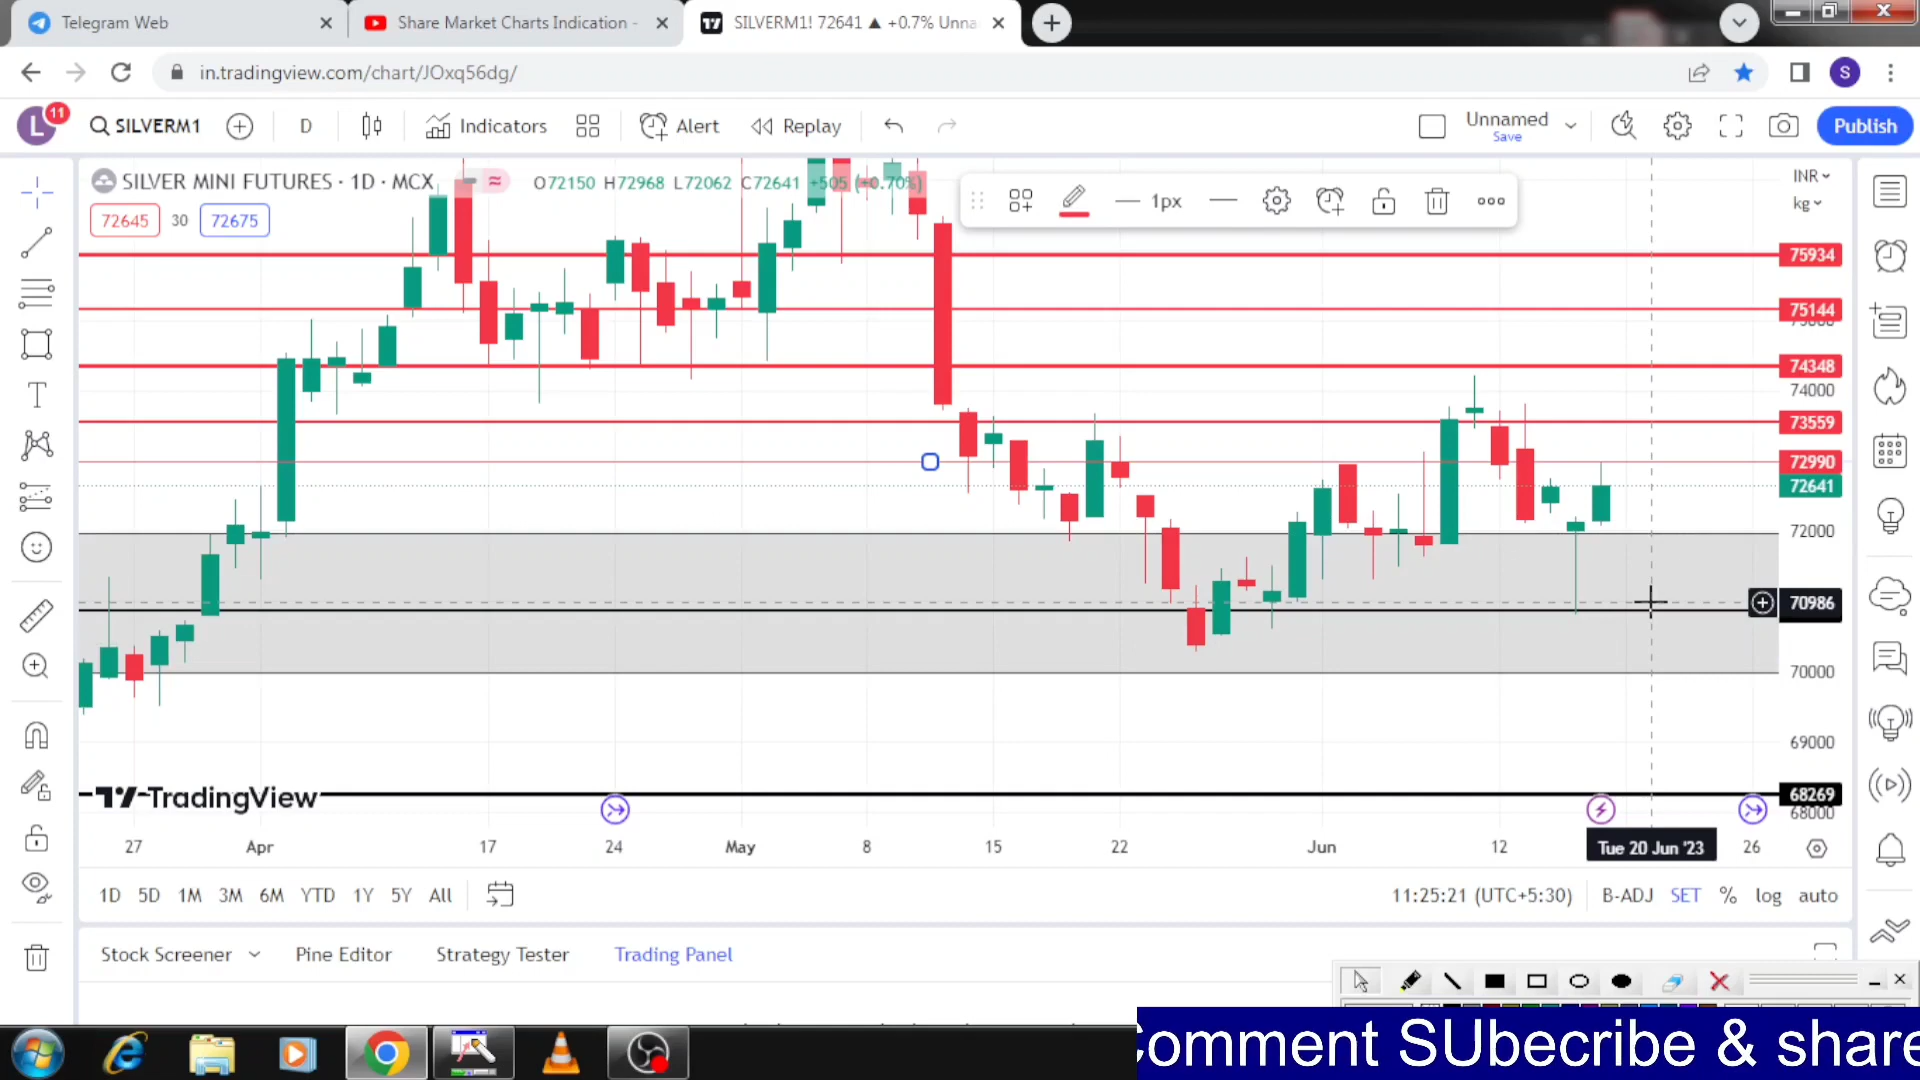 Telegram Web
Share Market Charts Indication -
SILVERM1! 72641 ▲ +0.7% Unna
in.tradingview.com/chart/JOxq56dg/
S
L
11
SILVERM1
D
Indicators
Alert
Replay
Unnamed
Save
Publish
SILVER MINI FUTURES · 1D · MCX
O72150 H72968 L72062 C72641 +505 (+0.70%)
72645
30
72675
1px
INR
kg
75934
75144
74348
74000
73559
72990
72641
72000
70986
70000
69000
68269
68000
TradingView
27
Apr
17
24
May
8
15
22
Jun
12
Tue 20 Jun '23
26
1D
5D
1M
3M
6M
YTD
1Y
5Y
All
11:25:21 (UTC+5:30)
B-ADJ
SET
%
log
auto
Stock Screener
Pine Editor
Strategy Tester
Trading Panel
omment SUbecribe & share